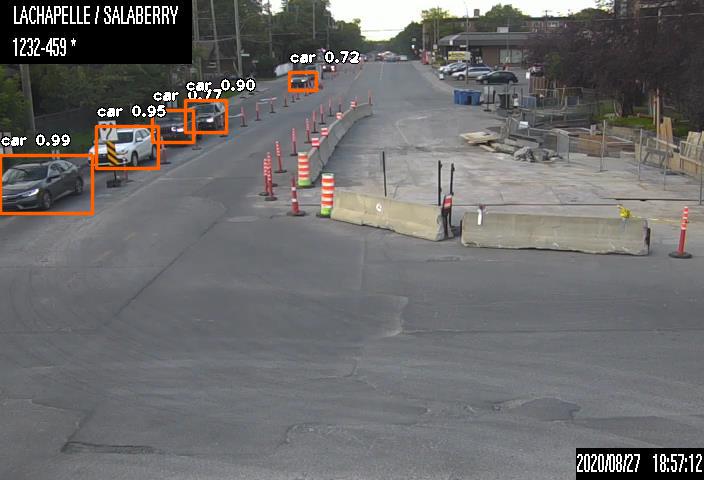 LACHAPELLE / SALABERRY
1232-459 *
car 0.72
car 0.90
car 0.77
car 0.95
car 0.99
2020/08/27 18:57:12